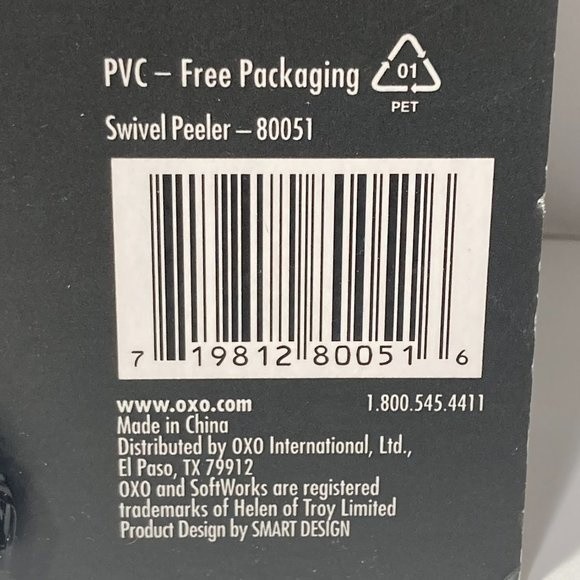 PVC – Free Packaging
01
PET
Swivel Peeler – 80051
7 19812 80051 6
www.oxo.com 1.800.545.4411
Made in China
Distributed by OXO International, Ltd.,
El Paso, TX 79912
OXO and SoftWorks are registered
trademarks of Helen of Troy Limited
Product Design by SMART DESIGN